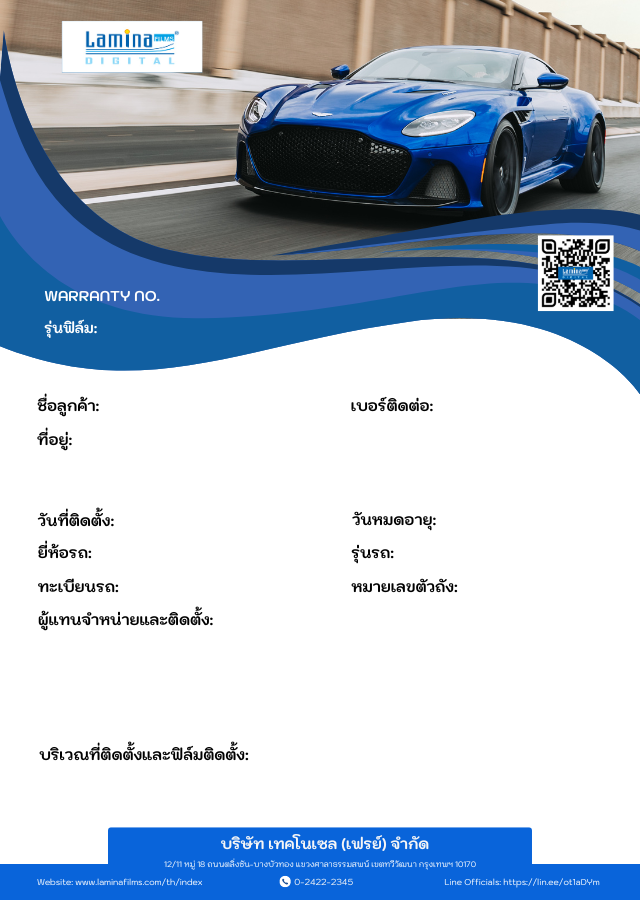 Lamina FILMS
DIGITAL
WARRANTY NO.
รุ่นฟิล์ม:
ชื่อลูกค้า: เบอร์ติดต่อ:
ที่อยู่:
วันที่ติดตั้ง: วันหมดอายุ:
ยี่ห้อรถ: รุ่นรถ:
ทะเบียนรถ: หมายเลขตัวถัง:
ผู้แทนจำหน่ายและติดตั้ง:
บริเวณที่ติดตั้งและฟิล์มติดตั้ง:
บริษัท เทคโนเซล (เฟรย์) จำกัด
12/11 หมู่ 18 ถนนตลิ่งชัน-บางบัวทอง แขวงศาลาธรรมสพน์ เขตทวีวัฒนา กรุงเทพฯ 10170
Website: www.laminafilms.com/th/index 0-2422-2345 Line Officials: https://lin.ee/ot1aDYm